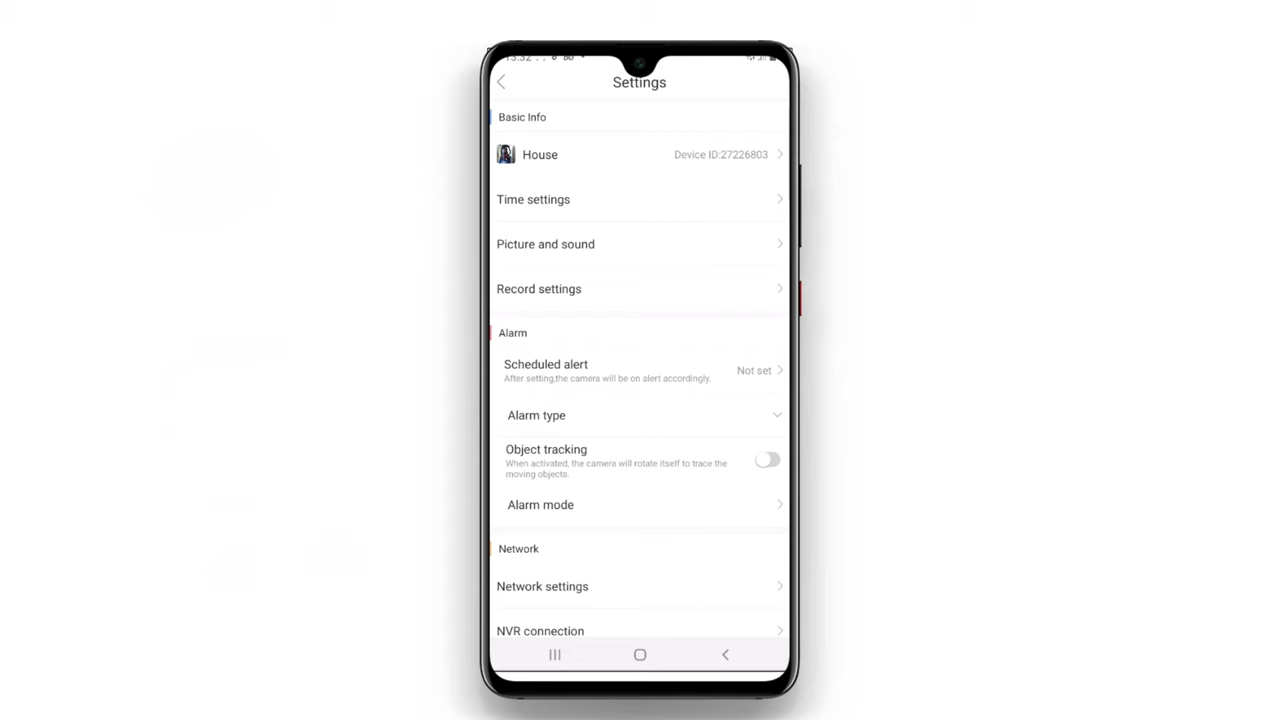 13:32
Settings
Basic Info
House Device ID:27226803
Time settings
Picture and sound
Record settings
Alarm
Scheduled alert
After setting,the camera will be on alert accordingly.
Not set
Alarm type
Object tracking
When activated, the camera will rotate itself to trace the
moving objects.
Alarm mode
Network
Network settings
NVR connection